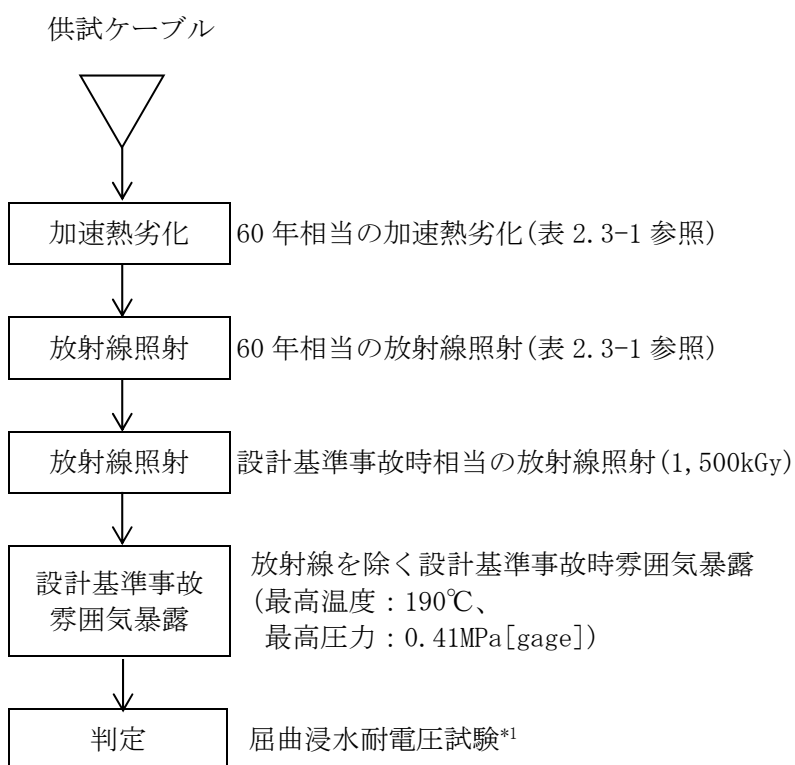 供試ケーブル
加速熱劣化
60 年相当の加速熱劣化(表 2.3-1 参照)
放射線照射
60 年相当の放射線照射(表 2.3-1 参照)
放射線照射
設計基準事故時相当の放射線照射(1,500kGy)
設計基準事故
雰囲気暴露
放射線を除く設計基準事故時雰囲気暴露
(最高温度：190℃、
最高圧力：0.41MPa[gage])
判定
屈曲浸水耐電圧試験*1